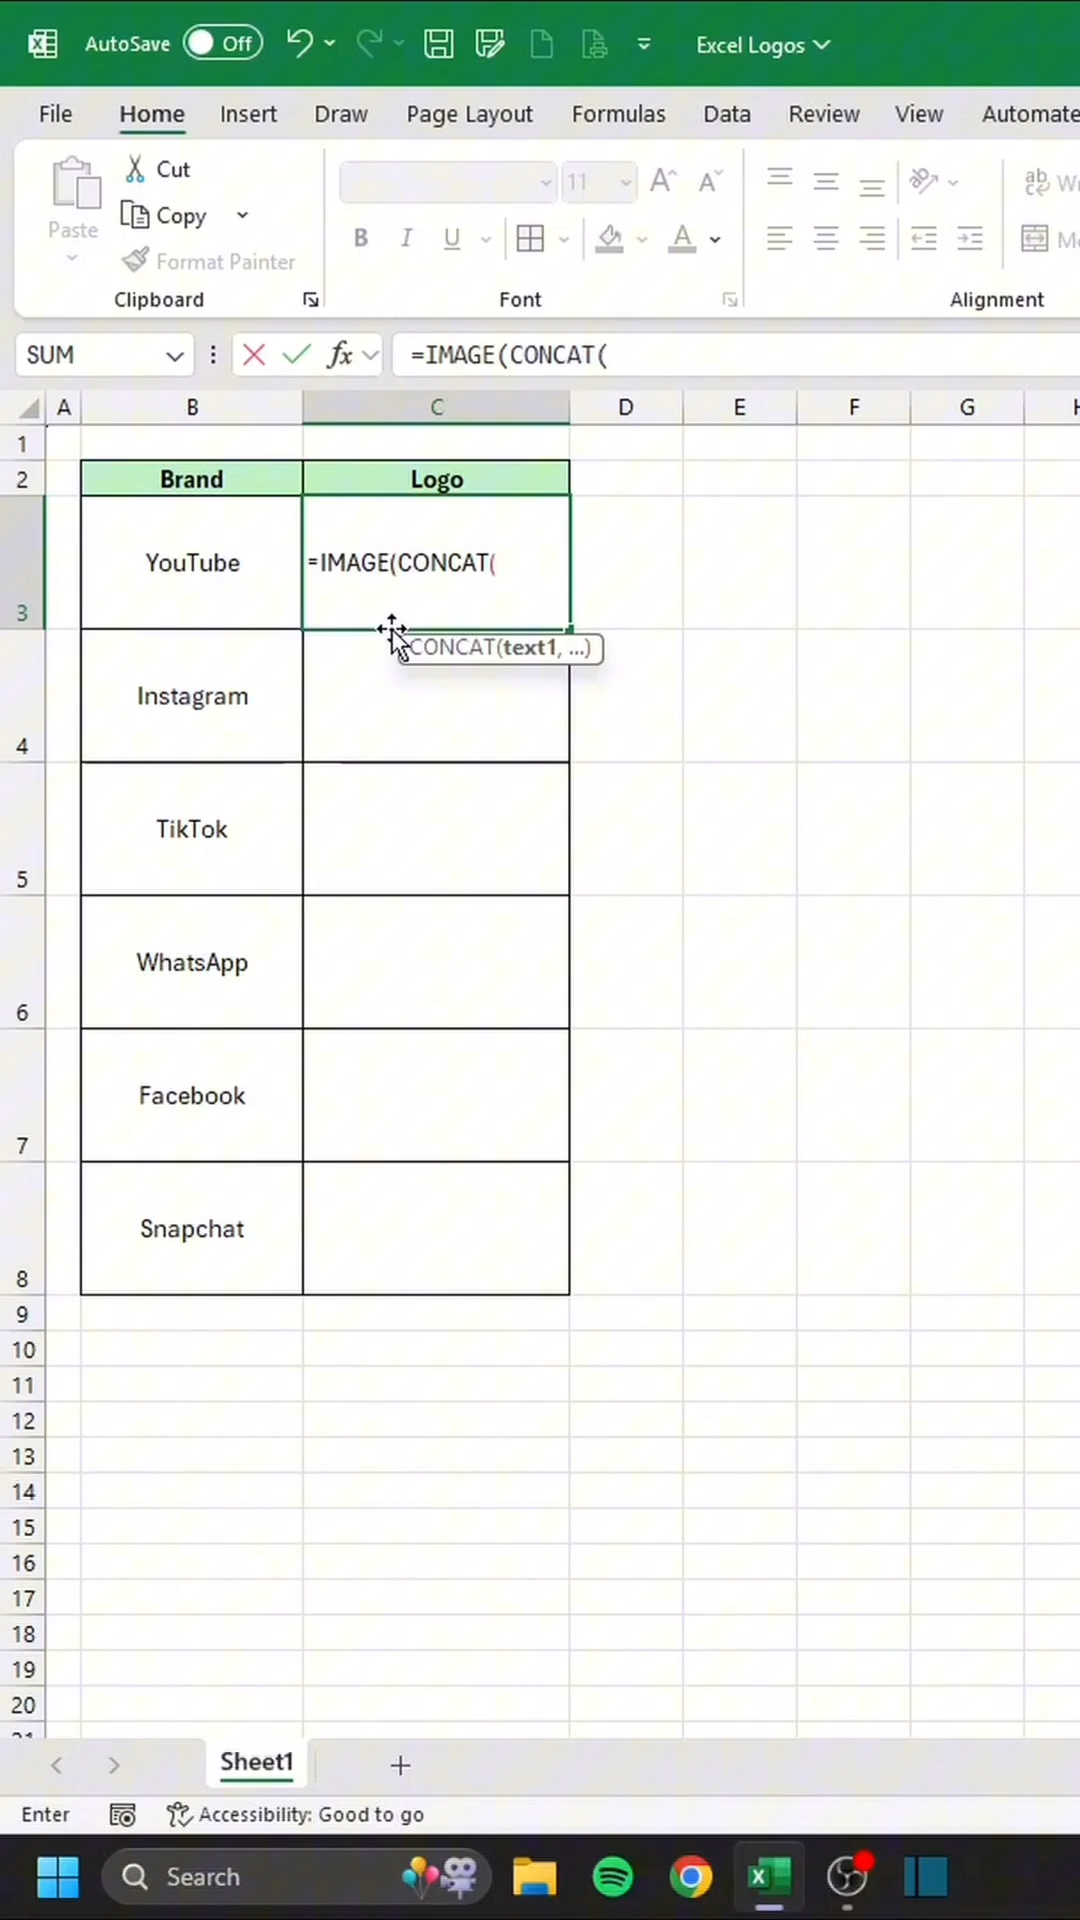 AutoSave Off Excel Logos
File Home Insert Draw Page Layout Formulas Data Review View Automate
Paste Cut
Copy
Format Painter
11
B I U A
Clipboard Font Alignment
SUM fx =IMAGE(CONCAT(
A B C D E F G
1
2 Brand Logo
3 YouTube =IMAGE(CONCAT(
CONCAT(text1, ...)
4 Instagram
5 TikTok
6 WhatsApp
7 Facebook
8 Snapchat
9
10
11
12
13
14
15
16
17
18
19
20
Sheet1
Enter Accessibility: Good to go
Search